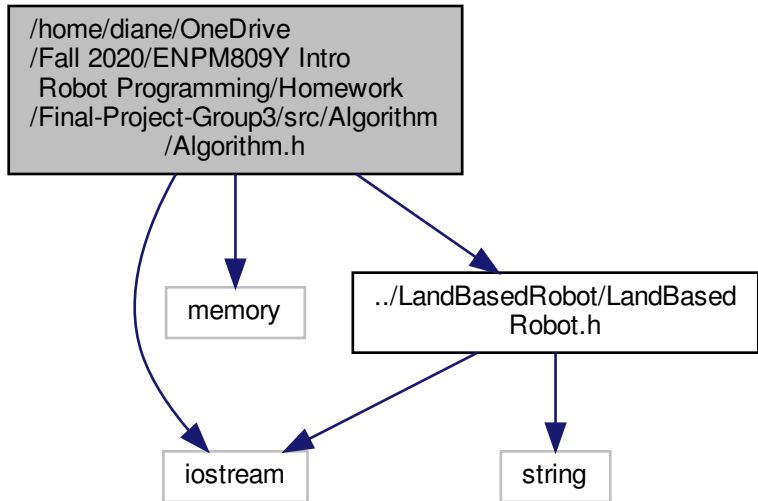 /home/diane/OneDrive
/Fall 2020/ENPM809Y Intro
Robot Programming/Homework
/Final-Project-Group3/src/Algorithm
/Algorithm.h
memory
../LandBasedRobot/LandBased
Robot.h
iostream
string